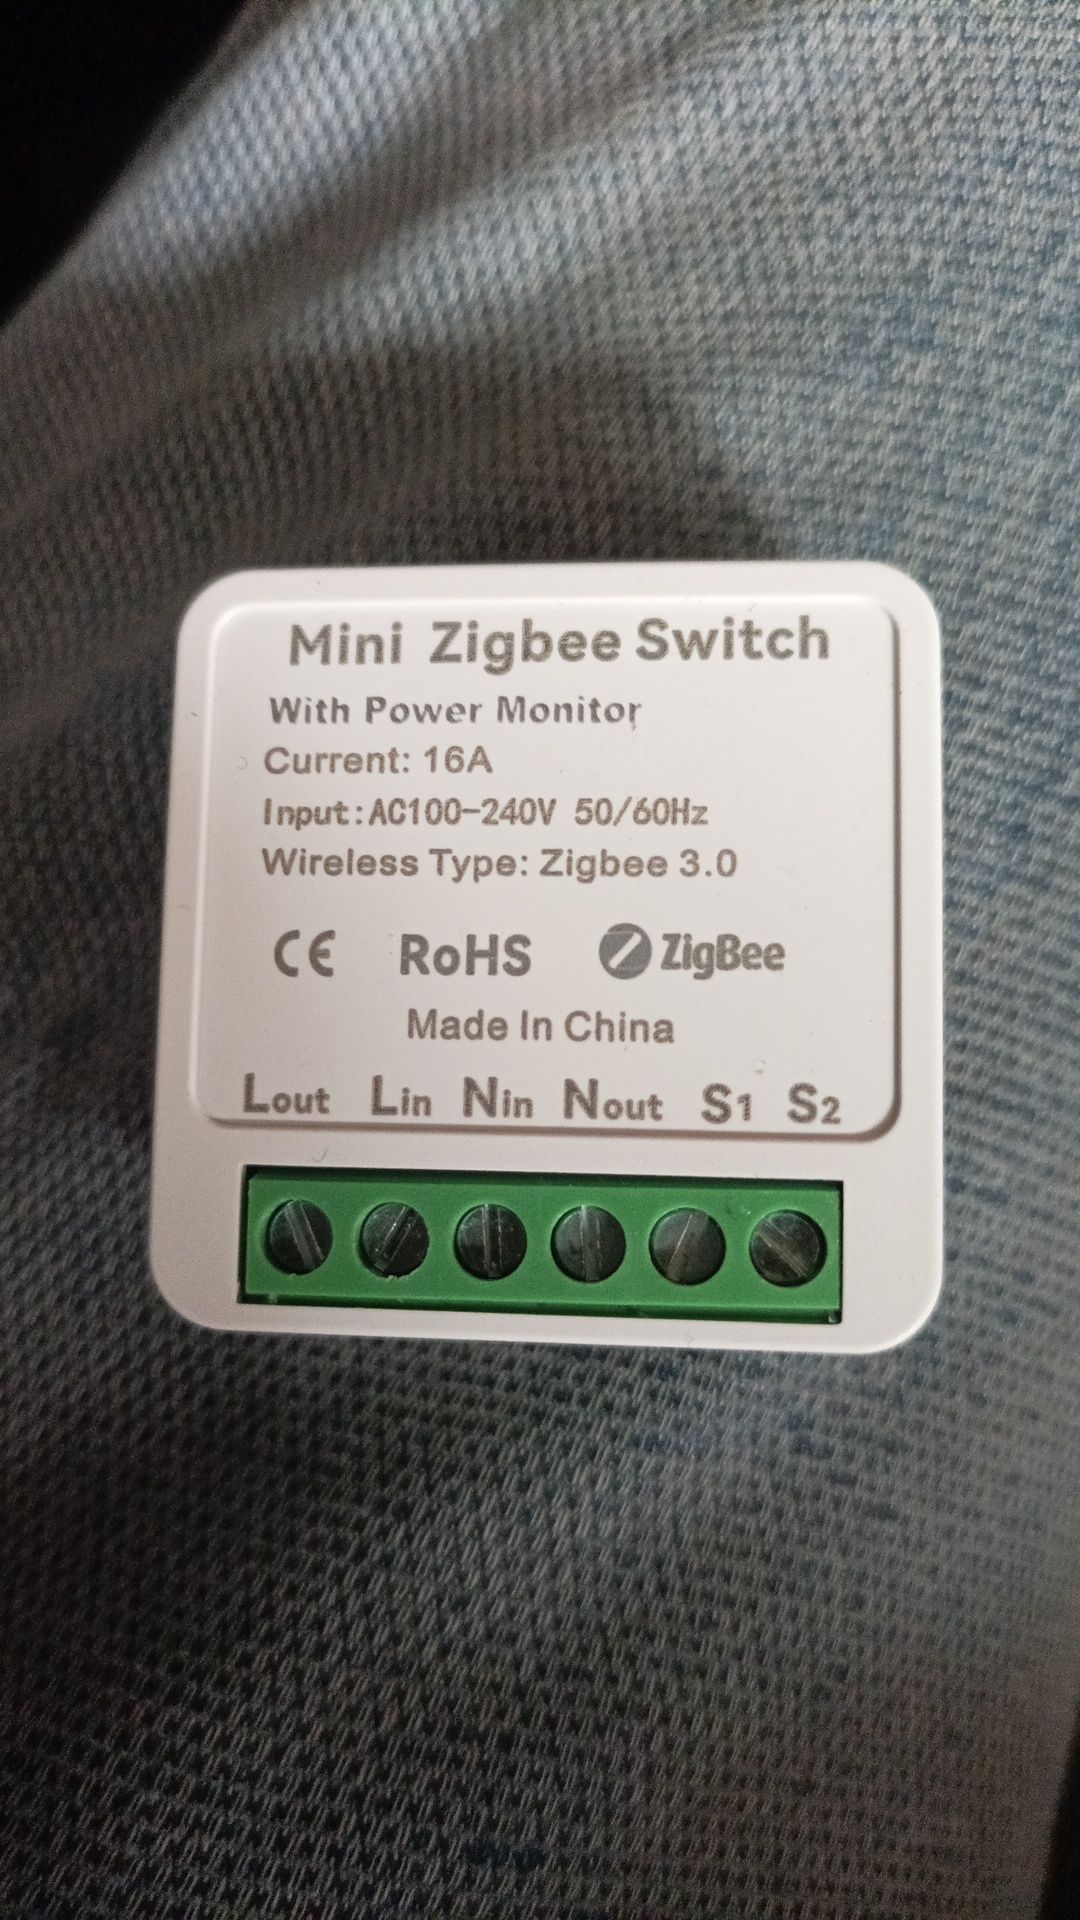 Mini Zigbee Switch
With Power Monitor
Current: 16A
Input:AC100-240V 50/60Hz
Wireless Type: Zigbee 3.0
CE RoHS ZigBee
Made In China
Lout Lin Nin Nout S1 S2